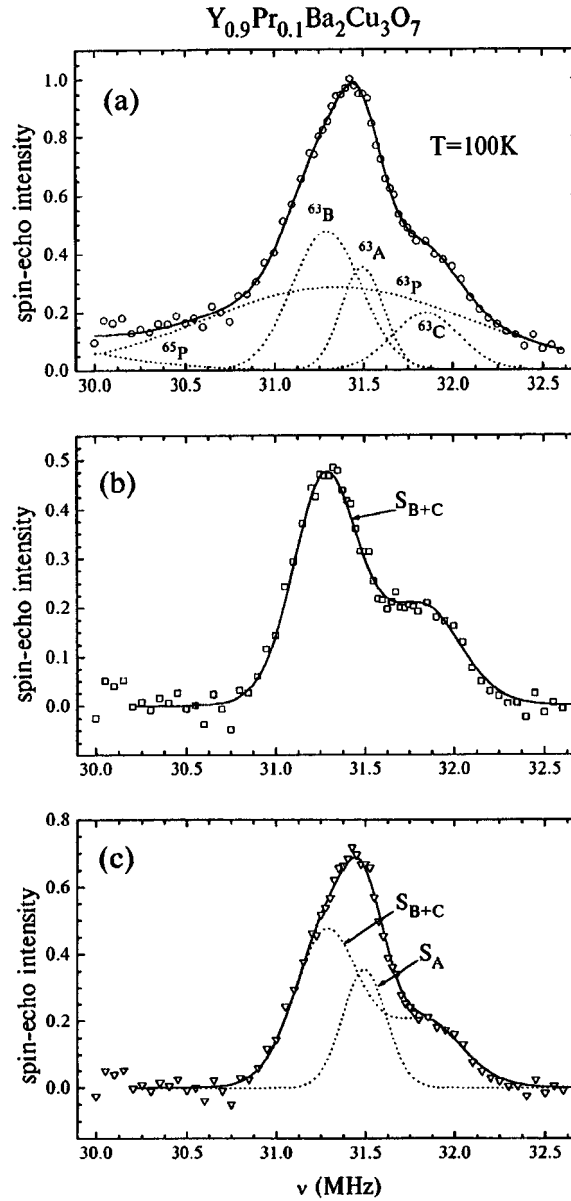 Y₀.₉Pr₀.₁Ba₂Cu₃O₇
(a)
T=100K
⁶³B
⁶³A
⁶³P
⁶³C
⁶⁵P
spin-echo intensity
1.0
0.8
0.6
0.4
0.2
0.0
30.0 30.5 31.0 31.5 32.0 32.5
(b)
S_{B+C}
spin-echo intensity
0.5
0.4
0.3
0.2
0.1
0.0
30.0 30.5 31.0 31.5 32.0 32.5
(c)
S_{B+C}
S_A
spin-echo intensity
0.8
0.6
0.4
0.2
0.0
30.0 30.5 31.0 31.5 32.0 32.5
ν (MHz)